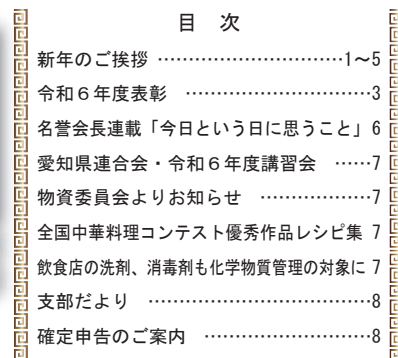 目　次
新年のご挨拶 …………………………1〜5
令和６年度表彰　…………………………3
名誉会長連載「今日という日に思うこと」6
愛知県連合会・令和６年度講習会　……7
物資委員会よりお知らせ　………………7
全国中華料理コンテスト優秀作品レシピ集 7
飲食店の洗剤、消毒剤も化学物質管理の対象に 7
支部だより　………………………………8
確定申告のご案内　………………………8